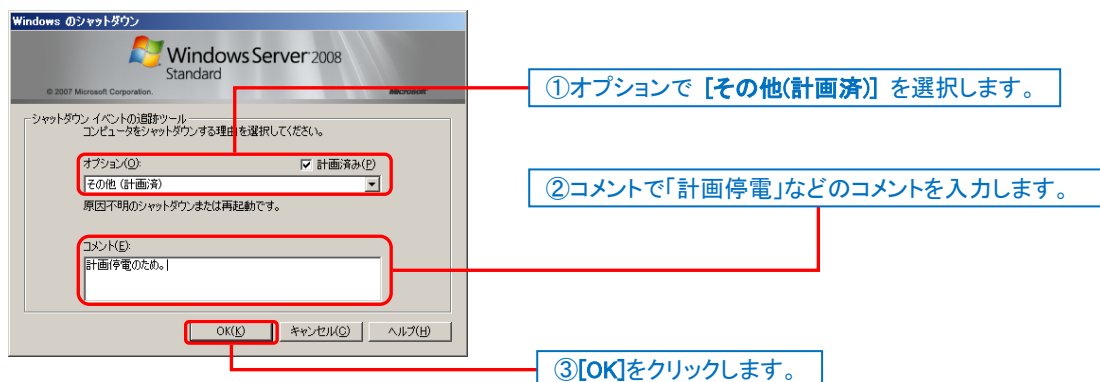 Windows のシャットダウン
Windows Server 2008
Standard
© 2007 Microsoft Corporation.
Microsoft
シャットダウン イベントの追跡ツール
コンピュータをシャットダウンする理由を選択してください。
オプション(O):
計画済み(P)
その他 (計画済)
原因不明のシャットダウンまたは再起動です。
コメント(E):
計画停電のため。
OK(K)
キャンセル(C)
ヘルプ(H)
①オプションで [その他(計画済)] を選択します。
②コメントで「計画停電」などのコメントを入力します。
③[OK]をクリックします。